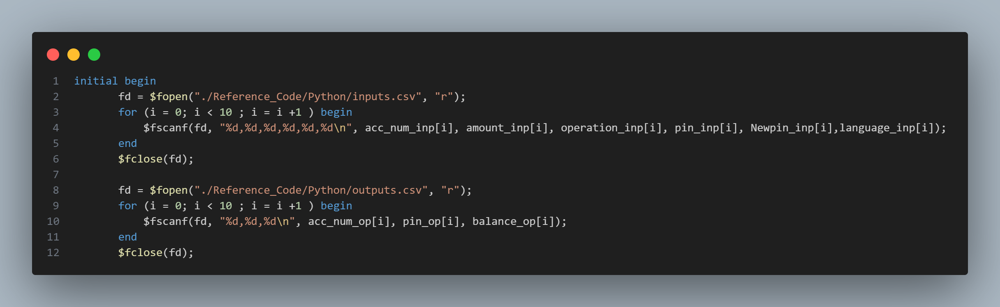 1 initial begin
2 fd = $fopen("./Reference_Code/Python/inputs.csv", "r");
3 for (i = 0; i < 10 ; i = i +1 ) begin
4 $fscanf(fd, "%d,%d,%d,%d,%d,%d\n", acc_num_inp[i], amount_inp[i], operation_inp[i], pin_inp[i], Newpin_inp[i],language_inp[i]);
5 end
6 $fclose(fd);
7
8 fd = $fopen("./Reference_Code/Python/outputs.csv", "r");
9 for (i = 0; i < 10 ; i = i +1 ) begin
10 $fscanf(fd, "%d,%d,%d\n", acc_num_op[i], pin_op[i], balance_op[i]);
11 end
12 $fclose(fd);